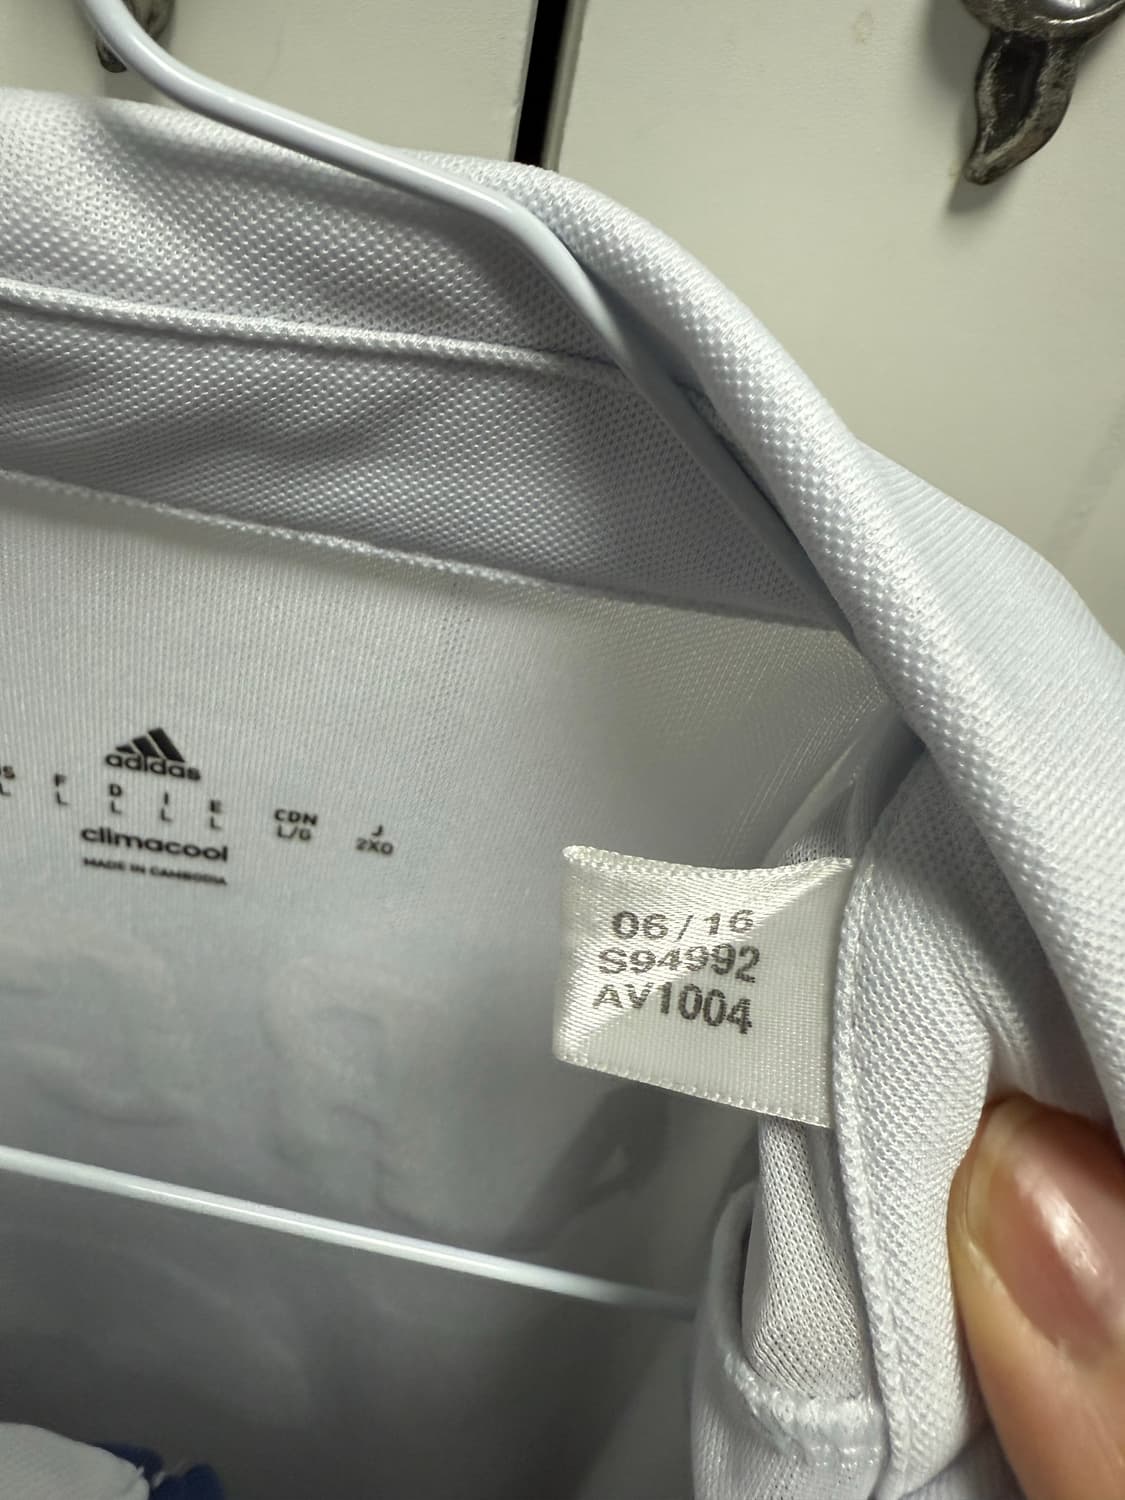 adidas
F D I E CDN J
L L L L L/G 2XO
climacool
MADE IN CAMBODIA
06/16
S94992
AV1004